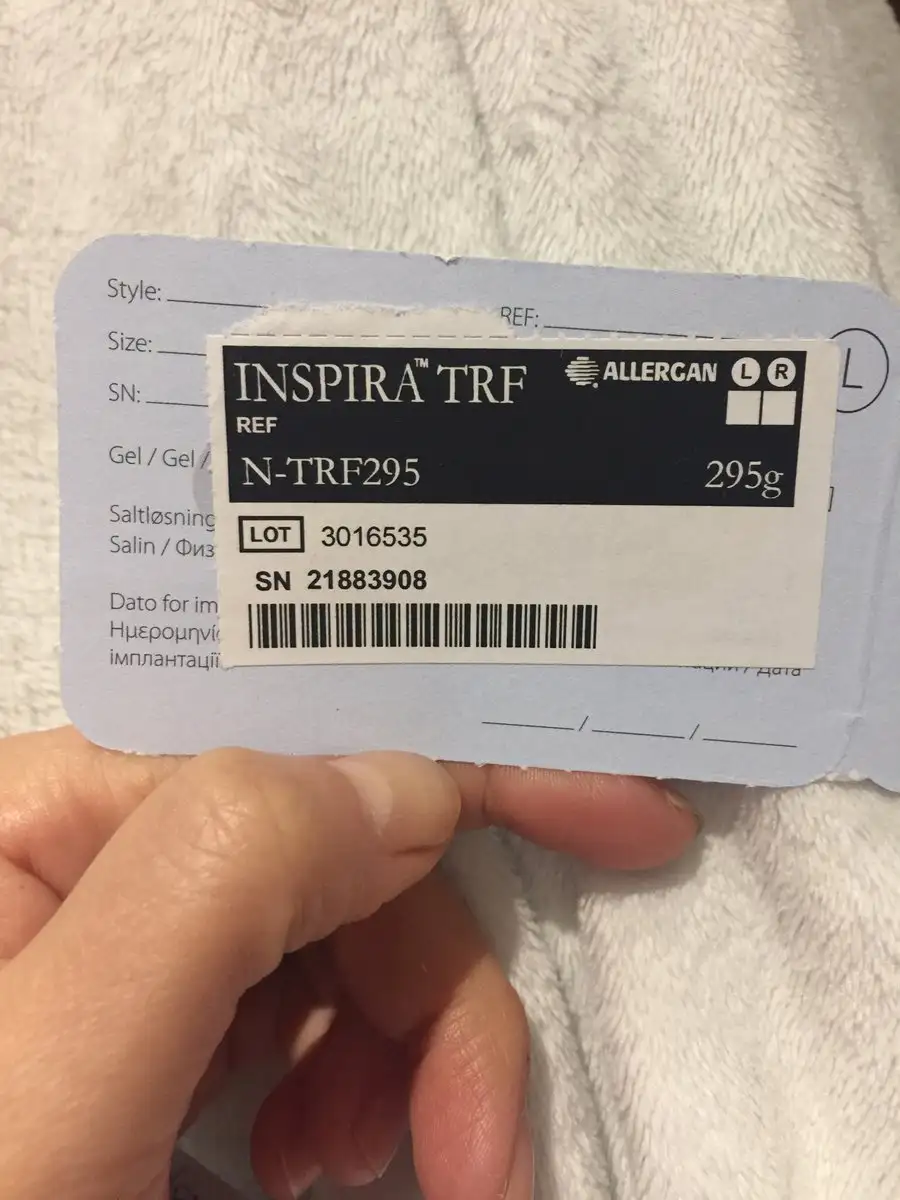 Style:
REF:
Size:
L
SN:
INSPIRA™ TRF
ALLERGAN L R
REF
N-TRF295 295g
Gel / Gel /
LOT 3016535
Saltløsning
Salin / Физ
SN 21883908
Dato for im
Ημερομηνί
імплантації
/ Дата
/ /